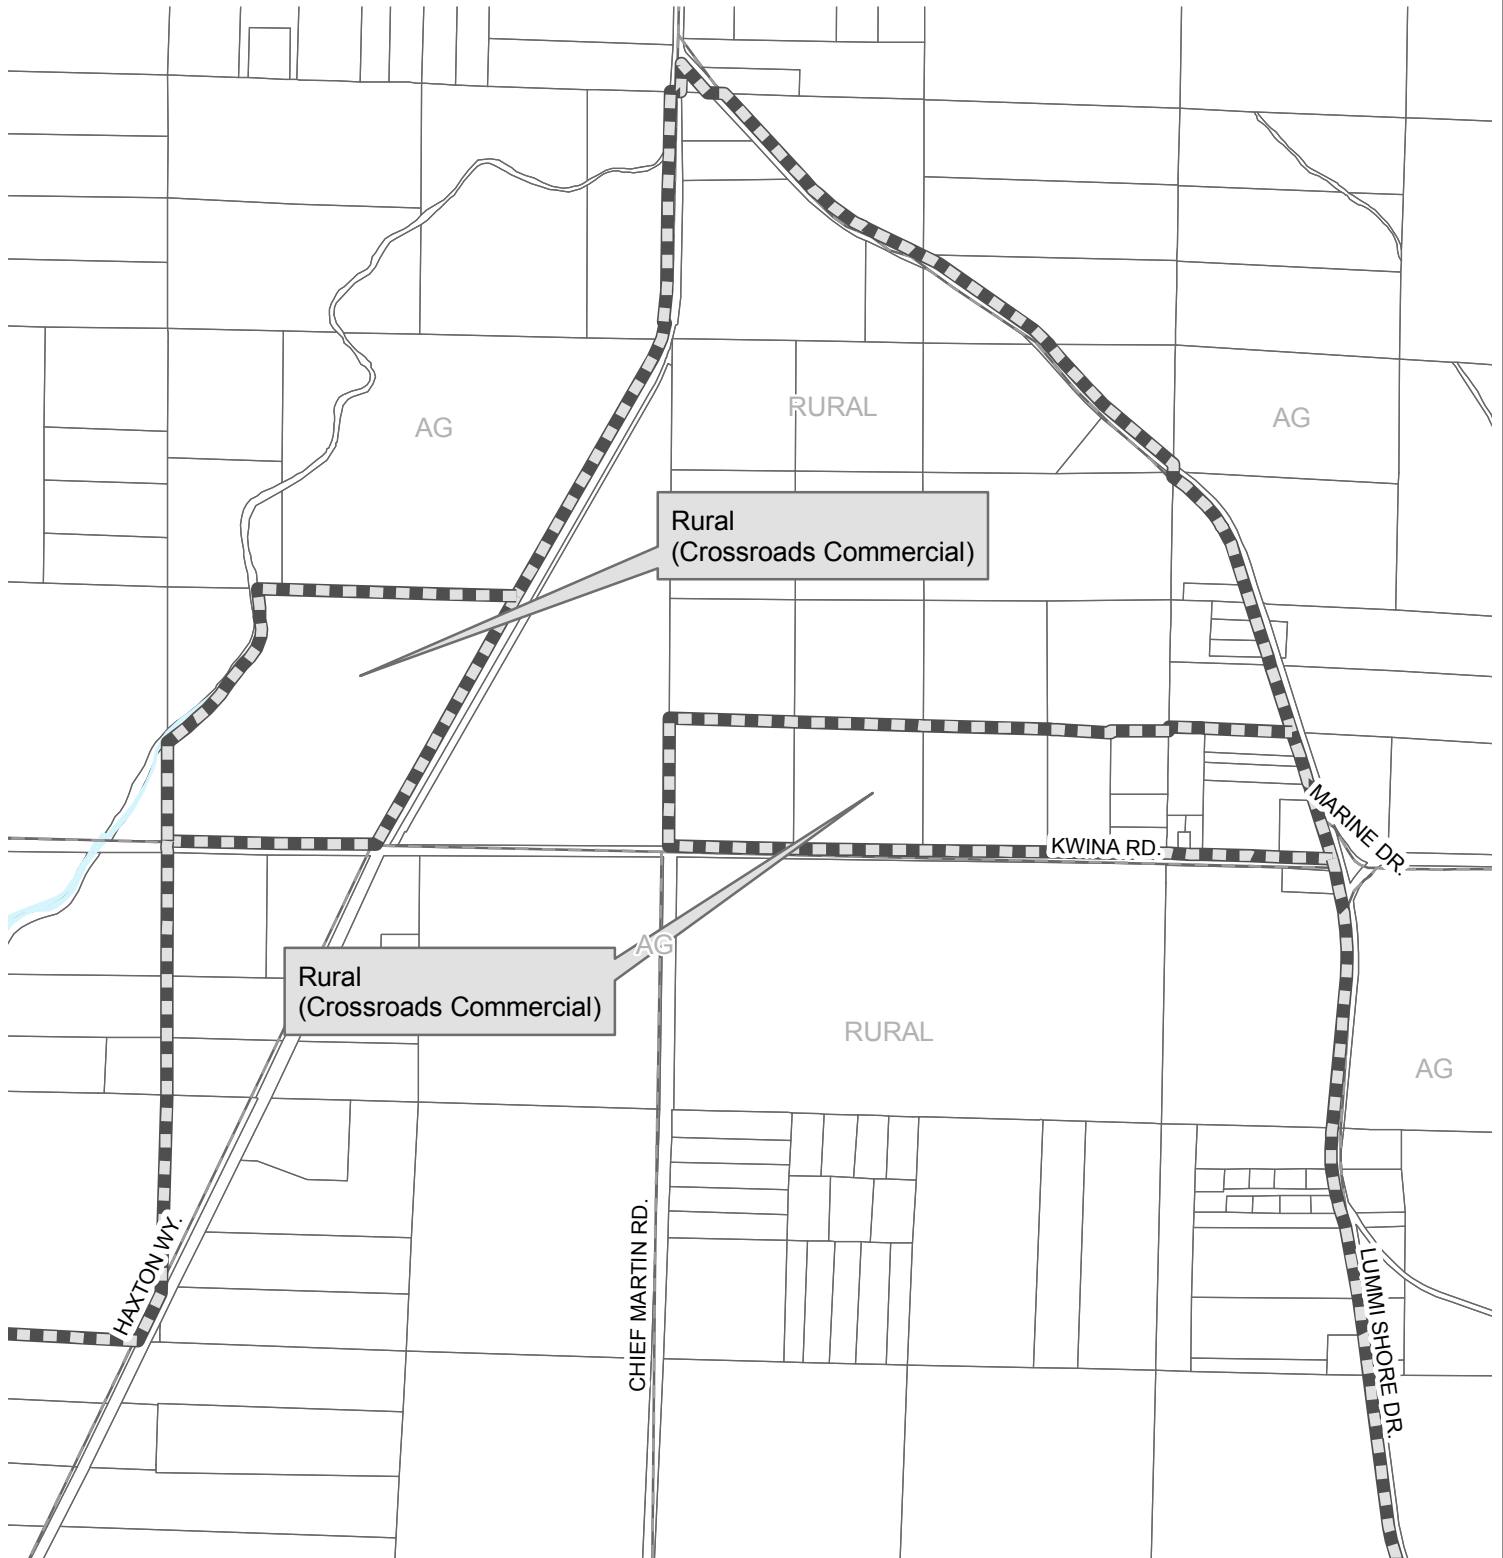 RURAL
AG
AG
Rural
(Crossroads Commercial)
MARINE DR.
KWINA RD.
AG
Rural
(Crossroads Commercial)
RURAL
AG
HAXTON WY.
CHIEF MARTIN RD.
LUMMI SHORE DR.